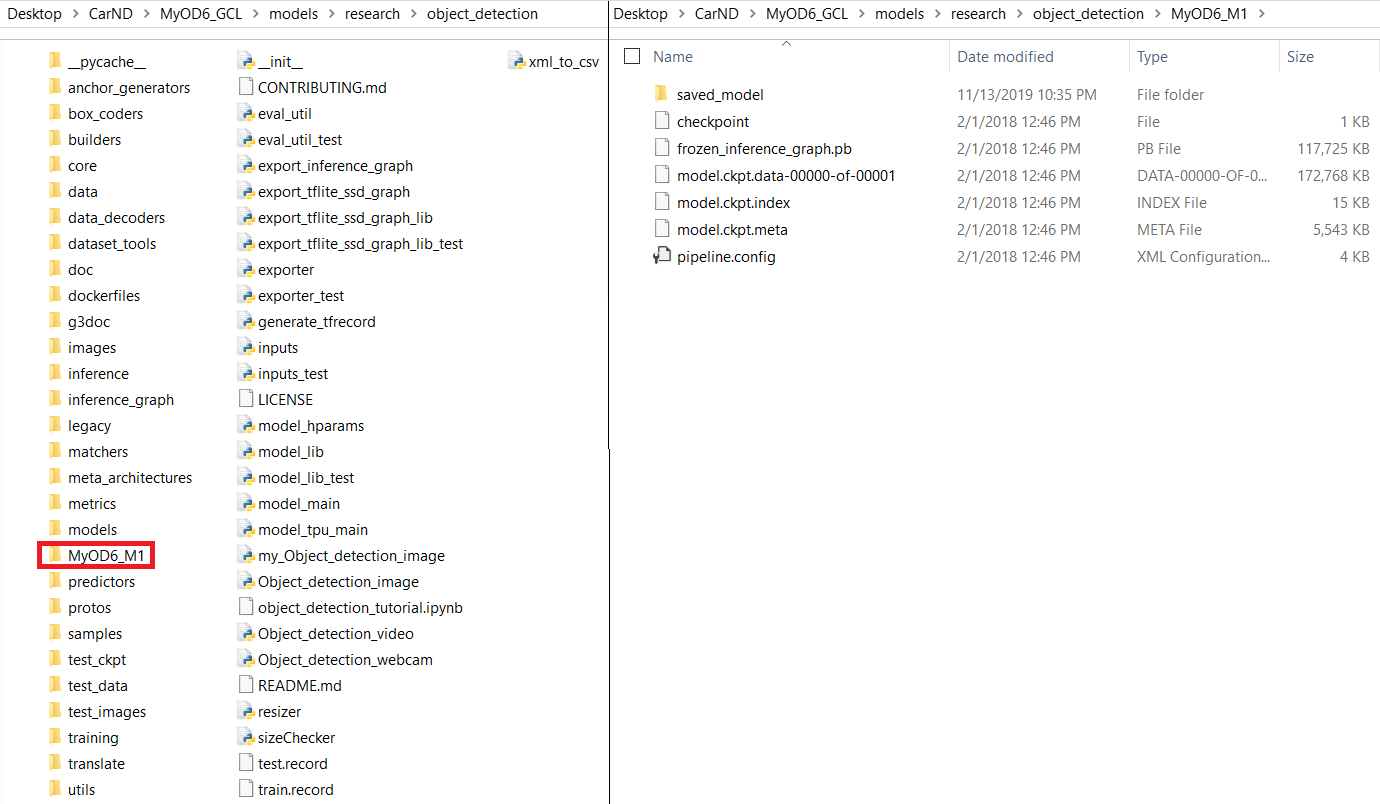 Desktop > CarND > MyOD6_GCL > models > research > object_detection
__pycache__
anchor_generators
box_coders
builders
core
data
data_decoders
dataset_tools
doc
dockerfiles
g3doc
images
inference
inference_graph
legacy
matchers
meta_architectures
metrics
models
MyOD6_M1
predictors
protos
samples
test_ckpt
test_data
test_images
training
translate
utils
__init__
CONTRIBUTING.md
eval_util
eval_util_test
export_inference_graph
export_tflite_ssd_graph
export_tflite_ssd_graph_lib
export_tflite_ssd_graph_lib_test
exporter
exporter_test
generate_tfrecord
inputs
inputs_test
LICENSE
model_hparams
model_lib
model_lib_test
model_main
model_tpu_main
my_Object_detection_image
Object_detection_image
object_detection_tutorial.ipynb
Object_detection_video
Object_detection_webcam
README.md
resizer
sizeChecker
test.record
train.record
xml_to_csv
Desktop > CarND > MyOD6_GCL > models > research > object_detection > MyOD6_M1 >
Name Date modified Type Size
saved_model 11/13/2019 10:35 PM File folder
checkpoint 2/1/2018 12:46 PM File 1 KB
frozen_inference_graph.pb 2/1/2018 12:46 PM PB File 117,725 KB
model.ckpt.data-00000-of-00001 2/1/2018 12:46 PM DATA-00000-OF-0... 172,768 KB
model.ckpt.index 2/1/2018 12:46 PM INDEX File 15 KB
model.ckpt.meta 2/1/2018 12:46 PM META File 5,543 KB
pipeline.config 2/1/2018 12:46 PM XML Configuration... 4 KB